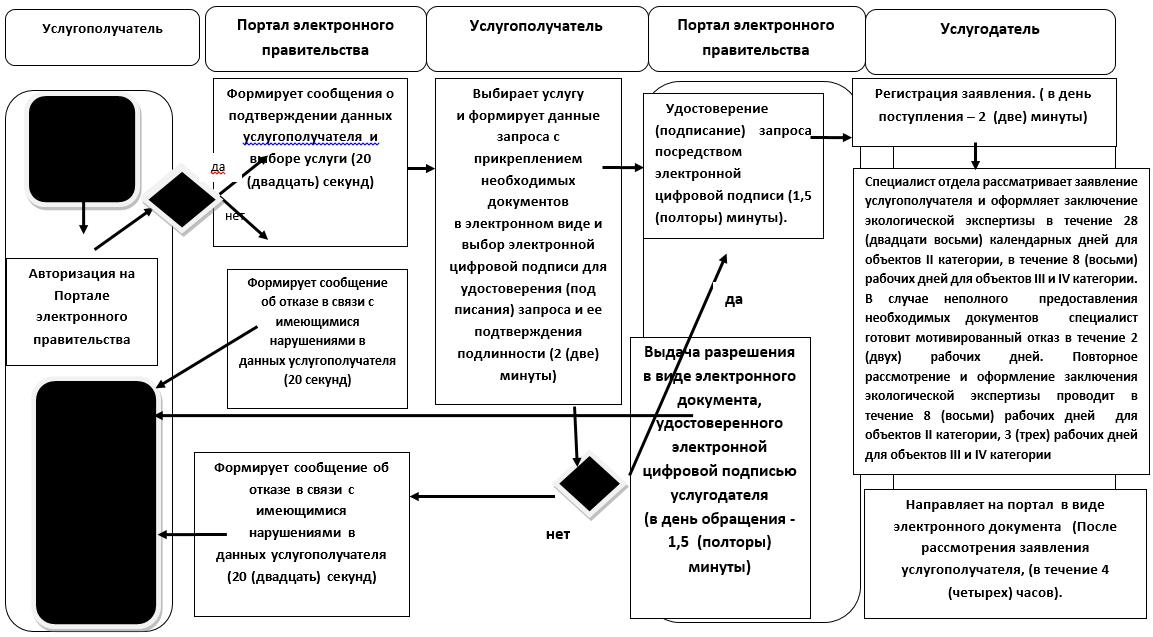 Услугополучатель
Портал электронного
правительства
Услугополучатель
Портал электронного
правительства
Услугодатель
Авторизация на
Портале
электронного
правительства
да
нет
Формирует сообщения о
подтверждении данных
услугополучателя и
выборе услуги (20
(двадцать) секунд)
Формирует сообщение
об отказе в связи с
имеющимися
нарушениями в
данных услугополучателя
(20 секунд)
Формирует сообщение об
отказе в связи с
имеющимися
нарушениями в
данных услугополучателя
(20 (двадцать) секунд)
Выбирает услугу
и формирует данные
запроса с
прикреплением
необходимых
документов
в электронном виде и
выбор электронной
цифровой подписи для
удостоверения (под
писания) запроса и ее
подтверждения
подлинности (2 (две)
минуты)
нет
да
Удостоверение
(подписание) запроса
посредством
электронной
цифровой подписи (1,5
(полторы) минуты).
Выдача разрешения
в виде электронного
документа,
удостоверенного
электронной
цифровой подписью
услугодателя
(в день обращения -
1,5 (полторы)
минуты)
Регистрация заявления. ( в день
поступления – 2 (две) минуты)
Специалист отдела рассматривает заявление
услугополучателя и оформляет заключение
экологической экспертизы в течение 28
(двадцати восьми) календарных дней для
объектов II категории, в течение 8 (восьми)
рабочих дней для объектов III и IV категории.
В случае неполного предоставления
необходимых документов специалист
готовит мотивированный отказ в течение 2
(двух) рабочих дней. Повторное
рассмотрение и оформление заключения
экологической экспертизы проводит в
течение 8 (восьми) рабочих дней для
объектов II категории, 3 (трех) рабочих дней
для объектов III и IV категории
Направляет на портал в виде
электронного документа (После
рассмотрения заявления
услугополучателя, (в течение 4
(четырех) часов).